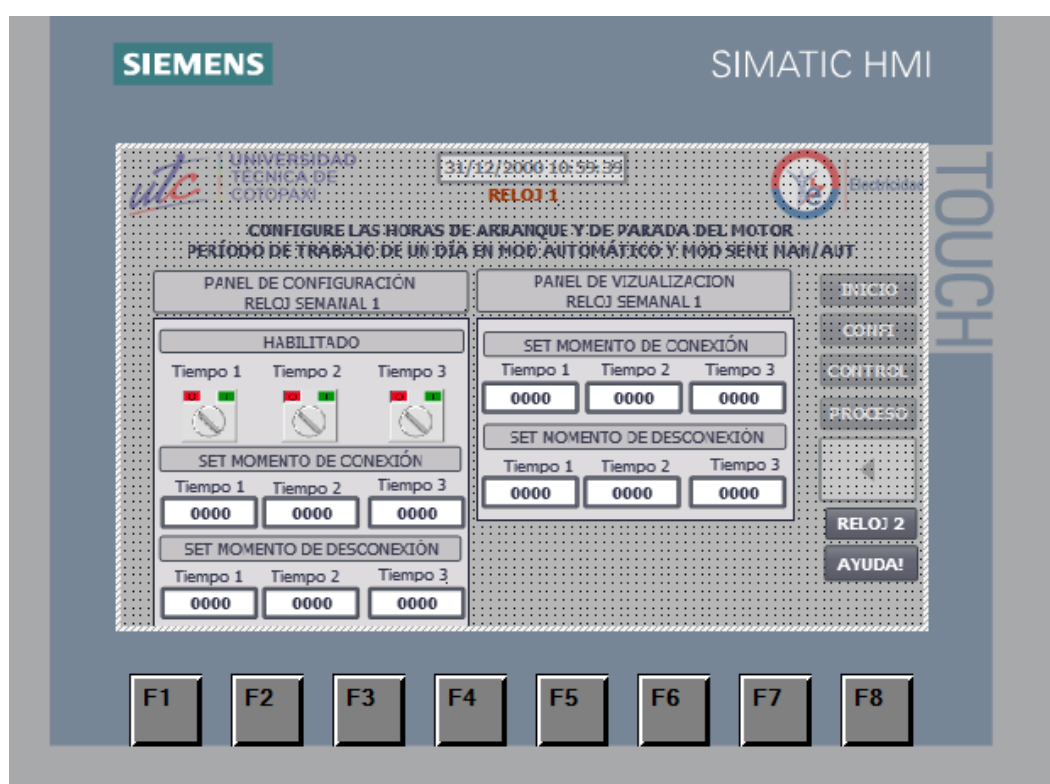 SIEMENS
SIMATIC HMI
TOUCH
utc
UNIVERSIDAD
TÉCNICA DE
COTOPAXI
31/12/2000 10:59:39
RELOJ 1
Ye
Electricidad
CONFIGURE LAS HORAS DE ARRANQUE Y DE PARADA DEL MOTOR
PERÍODO DE TRABAJO DE UN DÍA EN MOD AUTOMÁTICO Y MOD SEMI MAN/AUT
PANEL DE CONFIGURACIÓN
RELOJ SEMANAL 1
HABILITADO
Tiempo 1 Tiempo 2 Tiempo 3
0 I 0 I 0 I
SET MOMENTO DE CONEXIÓN
Tiempo 1 Tiempo 2 Tiempo 3
0000 0000 0000
SET MOMENTO DE DESCONEXIÓN
Tiempo 1 Tiempo 2 Tiempo 3
0000 0000 0000
PANEL DE VIZUALIZACION
RELOJ SEMANAL 1
SET MOMENTO DE CONEXIÓN
Tiempo 1 Tiempo 2 Tiempo 3
0000 0000 0000
SET MOMENTO DE DESCONEXIÓN
Tiempo 1 Tiempo 2 Tiempo 3
0000 0000 0000
INICIO
CONFI
CONTROL
PROCESO
RELOJ 2
AYUDA!
F1 F2 F3 F4 F5 F6 F7 F8